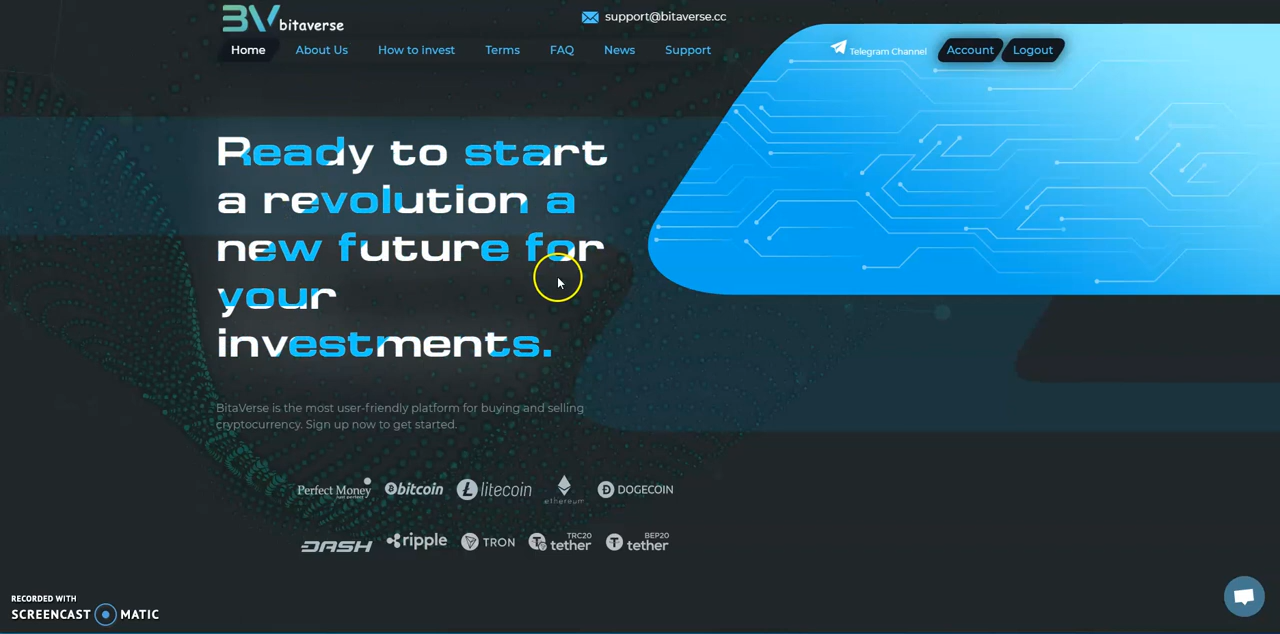 BV bitaverse
support@bitaverse.cc
Home About Us How to invest Terms FAQ News Support
Telegram Channel Account Logout
Ready to start
a revolution a
new future for
your
investments.
BitaVerse is the most user-friendly platform for buying and selling
cryptocurrency. Sign up now to get started.
Perfect Money bitcoin litecoin ethereum DOGECOIN
just perfect
DASH ripple TRON TRC20 tether BEP20 tether
RECORDED WITH
SCREENCAST MATIC